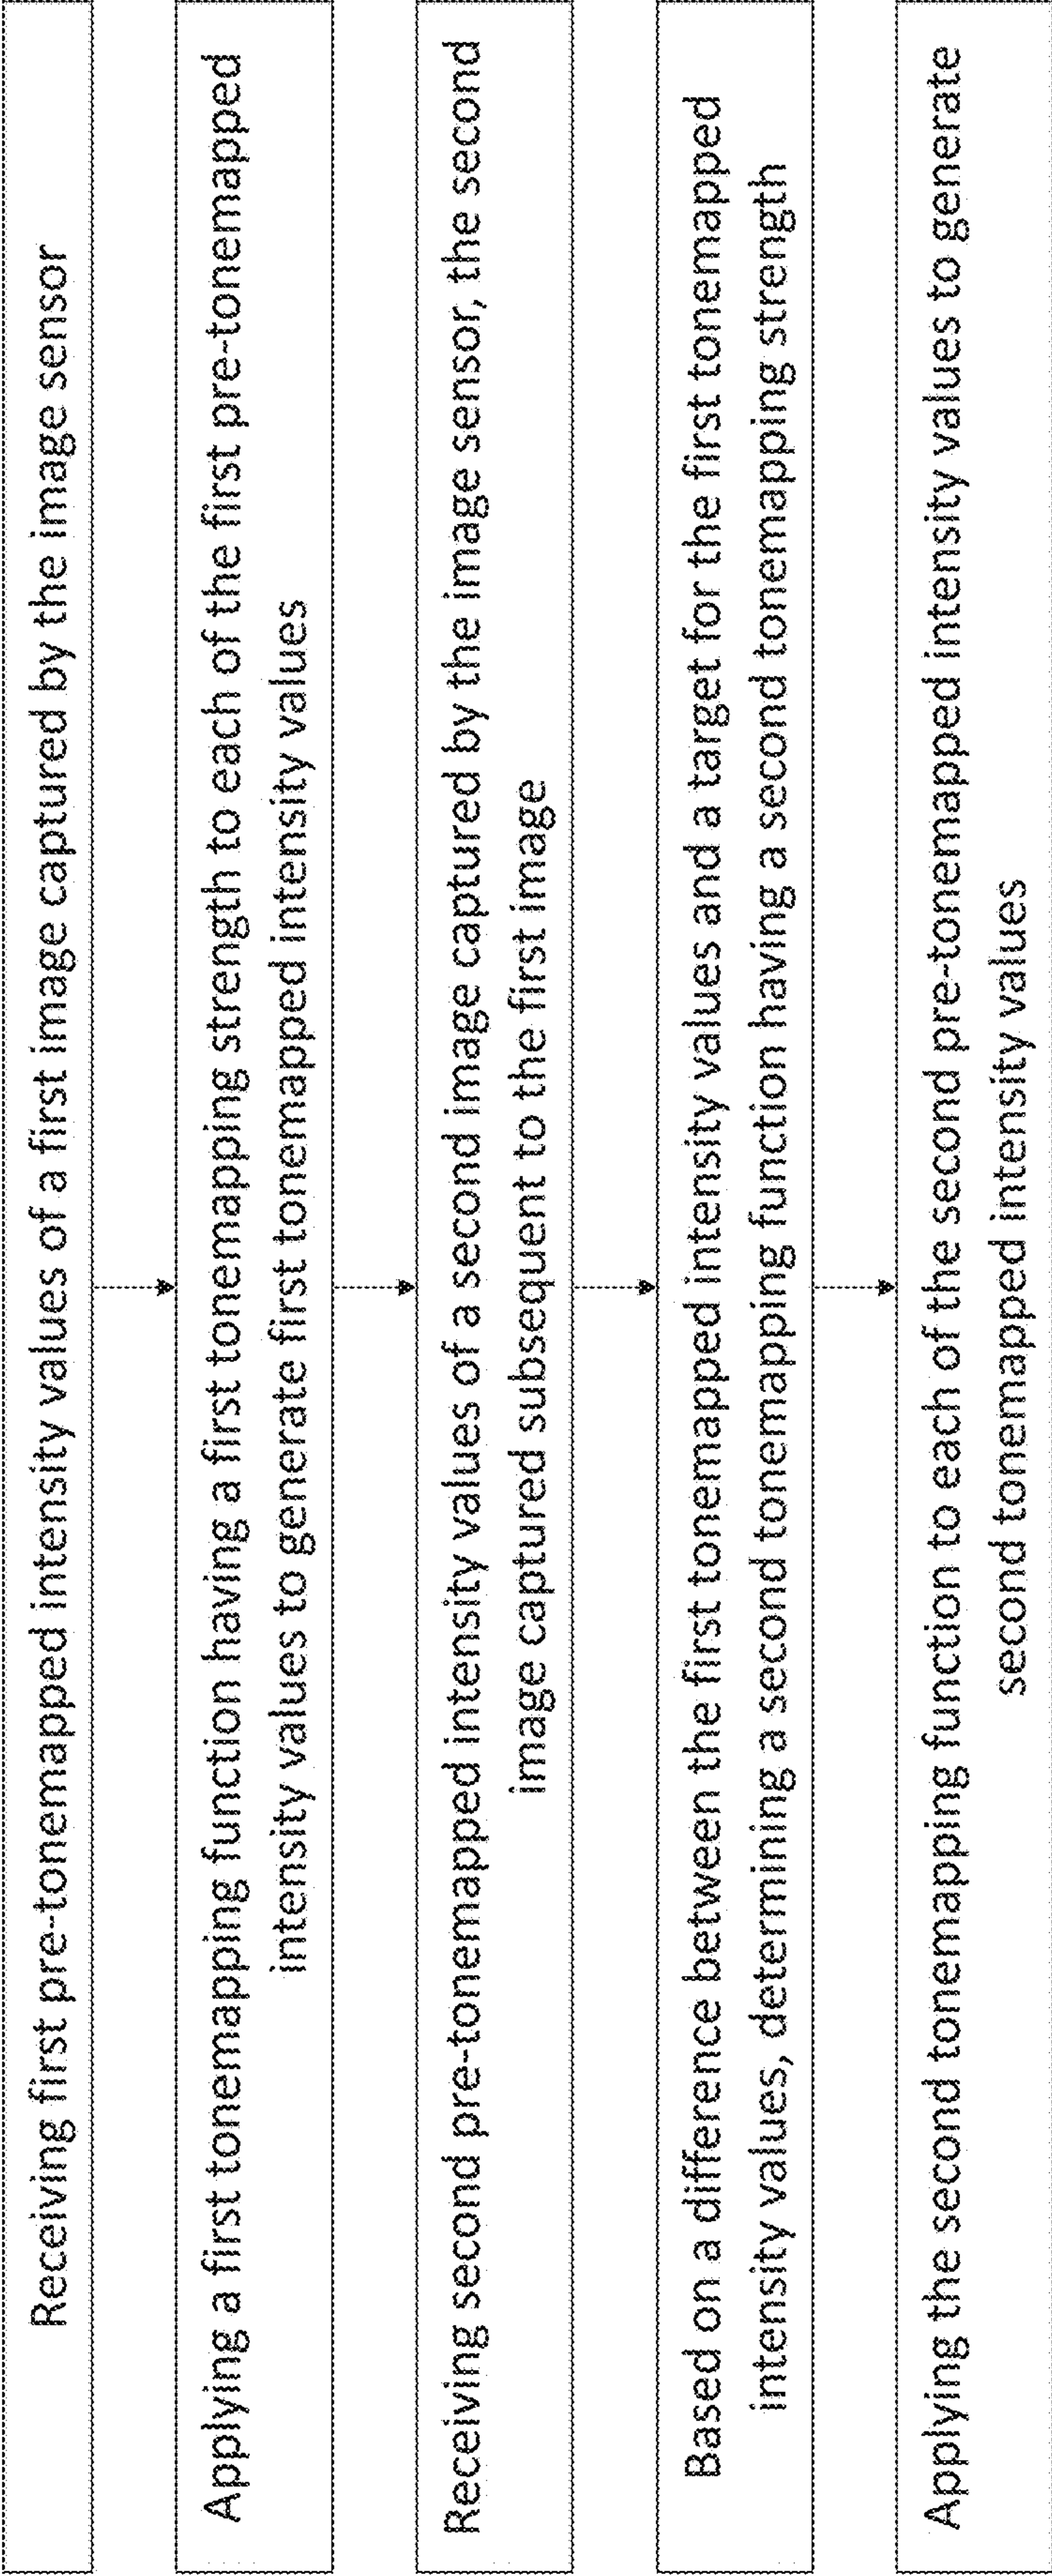 Receiving first pre-tonemapped intensity values of a first image captured by the image sensor
Applying a first tonemapping function having a first tonemapping strength to each of the first pre-tonemapped
intensity values to generate first tonemapped intensity values
Receiving second pre-tonemapped intensity values of a second image captured by the image sensor, the second
image captured subsequent to the first image
Based on a difference between the first tonemapped intensity values and a target for the first tonemapped
intensity values, determining a second tonemapping function having a second tonemapping strength
Applying the second tonemapping function to each of the second pre-tonemapped intensity values to generate
second tonemapped intensity values